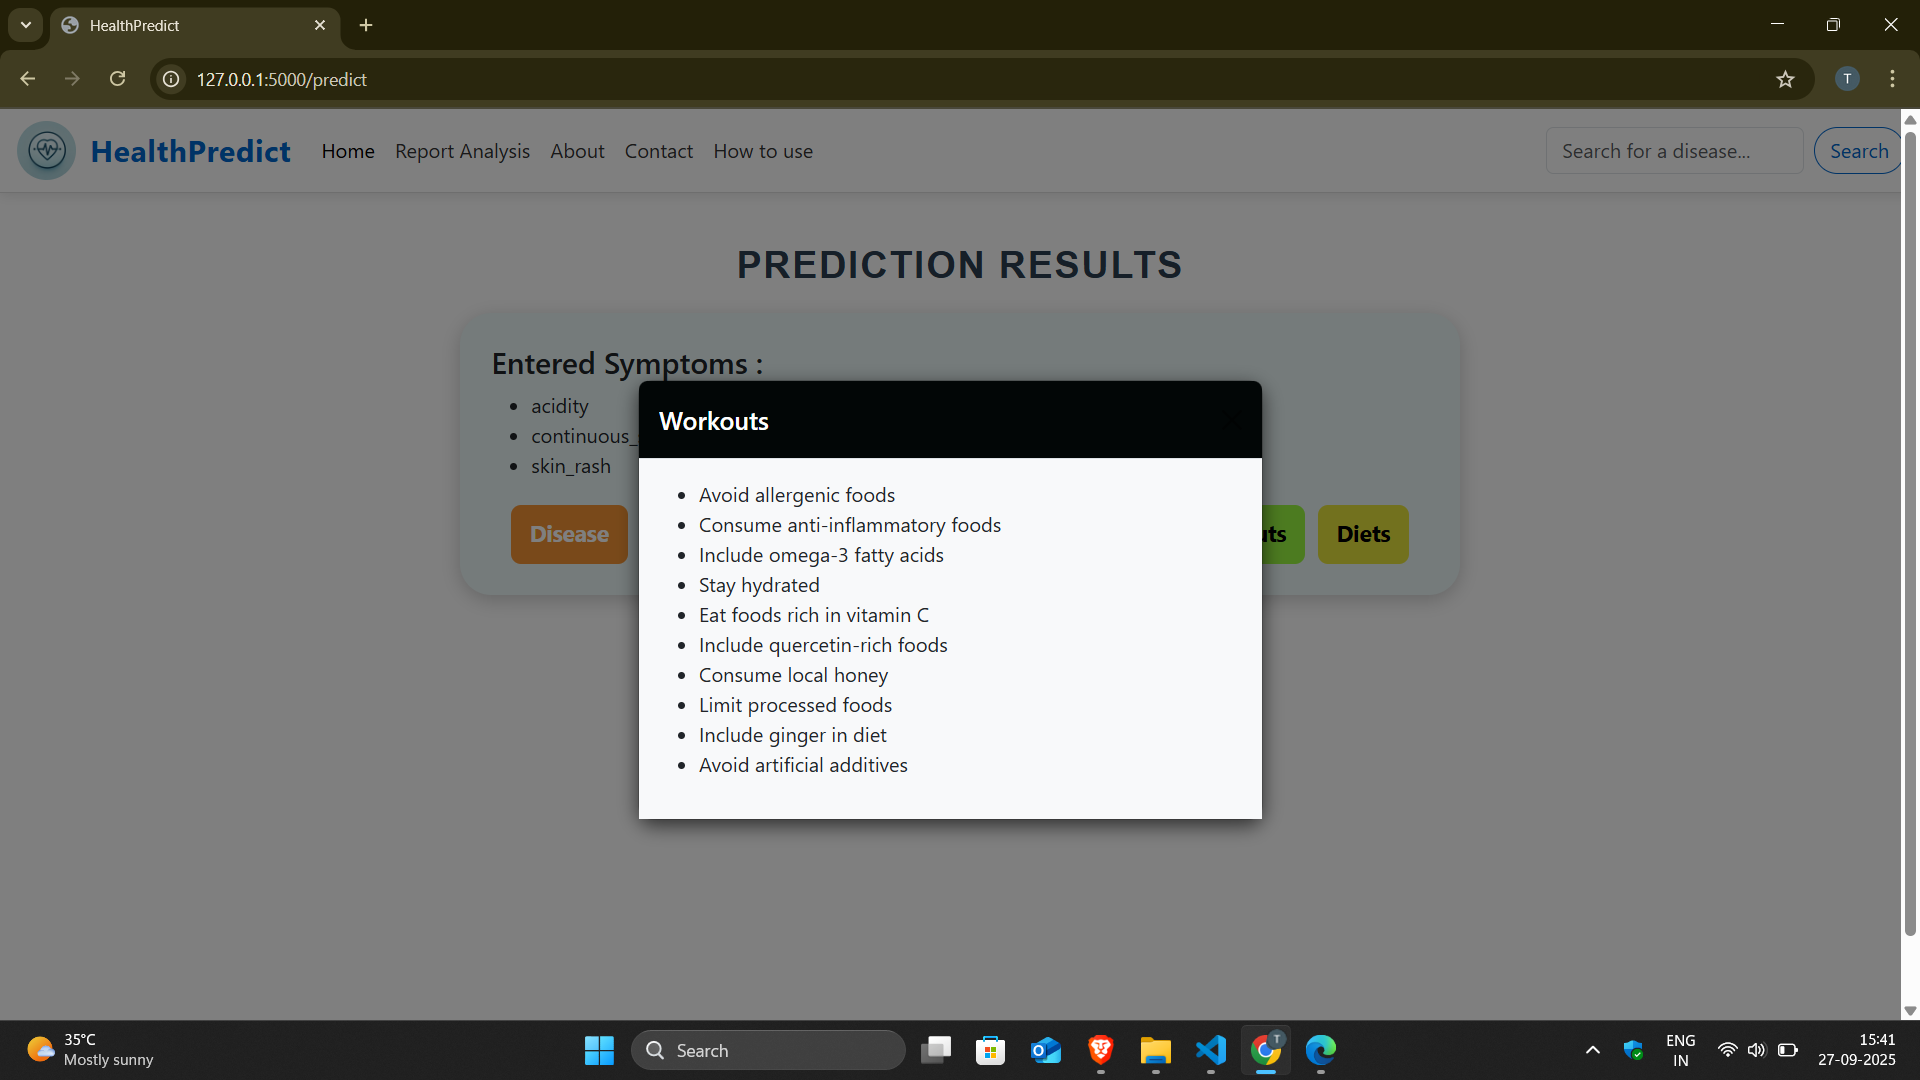 HealthPredict
127.0.0.1:5000/predict
T
HealthPredict Home Report Analysis About Contact How to use Search for a disease... Search
PREDICTION RESULTS
Entered Symptoms :
acidity
continuous_
skin_rash
Disease uts Diets
Workouts
Avoid allergenic foods
Consume anti-inflammatory foods
Include omega-3 fatty acids
Stay hydrated
Eat foods rich in vitamin C
Include quercetin-rich foods
Consume local honey
Limit processed foods
Include ginger in diet
Avoid artificial additives
35°C
Mostly sunny
Search
T
ENG
IN
15:41
27-09-2025